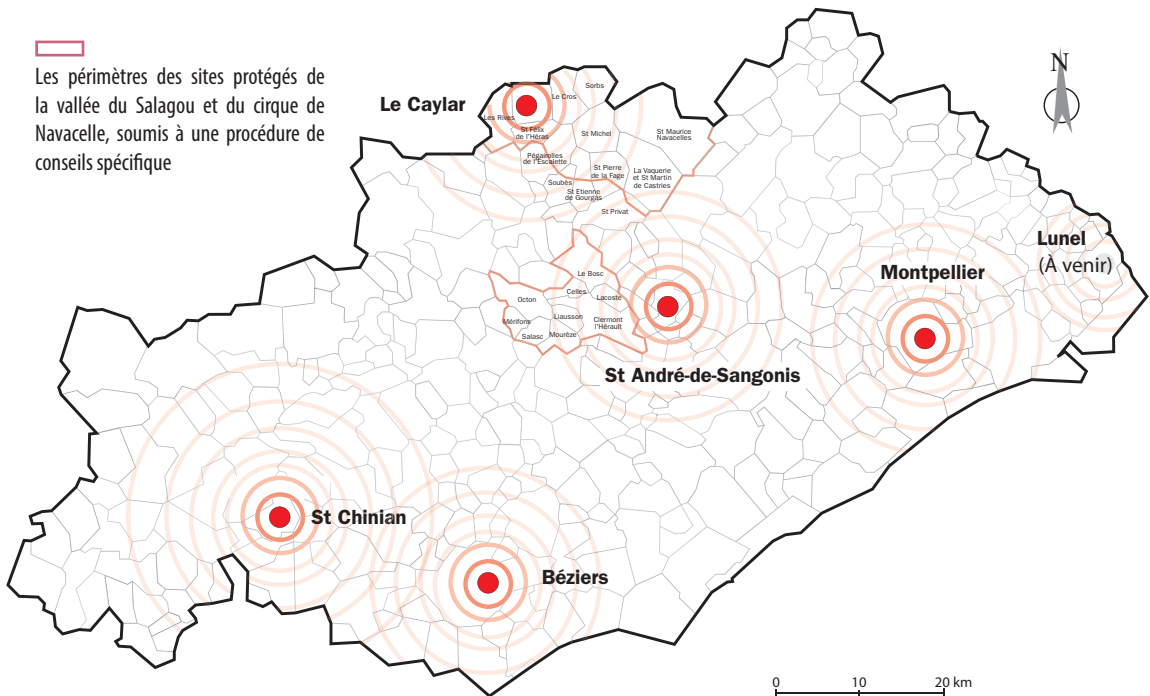 Les périmètres des sites protégés de
la vallée du Salagou et du cirque de
Navacelle, soumis à une procédure de
conseils spécifique
N
Le Caylar
Les Rives
Le Cros
Sorbs
St Félix
de l'Héras
St Michel
St Maurice
Navacelles
Pégairolles
de l'Escalette
St Pierre
de la Fage
La Vaquerie
et St Martin
de Castries
Soubès
St Etienne
de Gourgas
St Privat
Le Bosc
Celles
Octon
Lacoste
Liausson
Mérifons
Clermont
l'Hérault
Salasc
Mourèze
Lunel
(À venir)
Montpellier
St André-de-Sangonis
St Chinian
Béziers
0 10 20 km